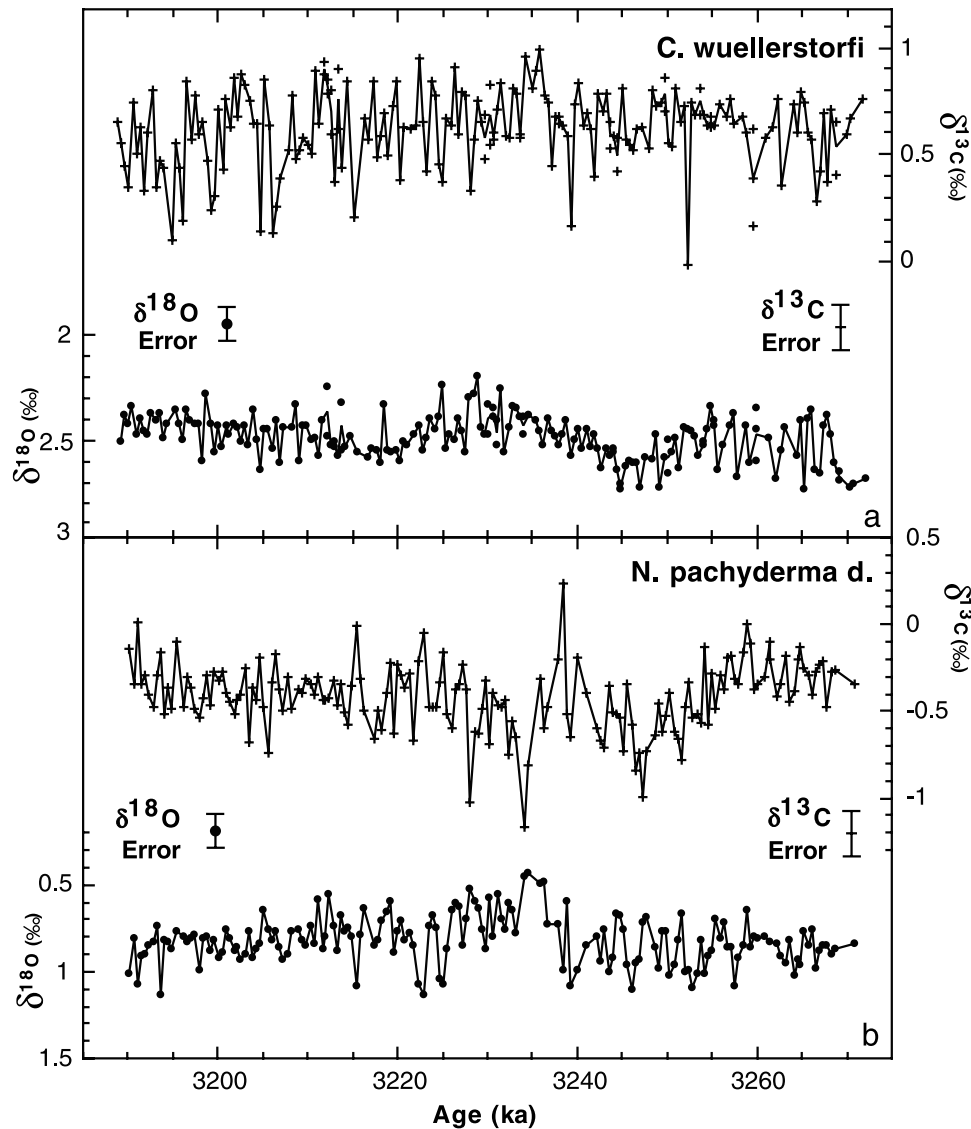 C. wuellerstorfi
1
0.5
0
δ¹³C (‰)
δ¹⁸O
Error
δ¹³C
Error
2
2.5
3
δ¹⁸O (‰)
a
N. pachyderma d.
0.5
0
-0.5
-1
δ¹³C (‰)
δ¹⁸O
Error
δ¹³C
Error
0.5
1
1.5
δ¹⁸O (‰)
b
3200 3220 3240 3260
Age (ka)